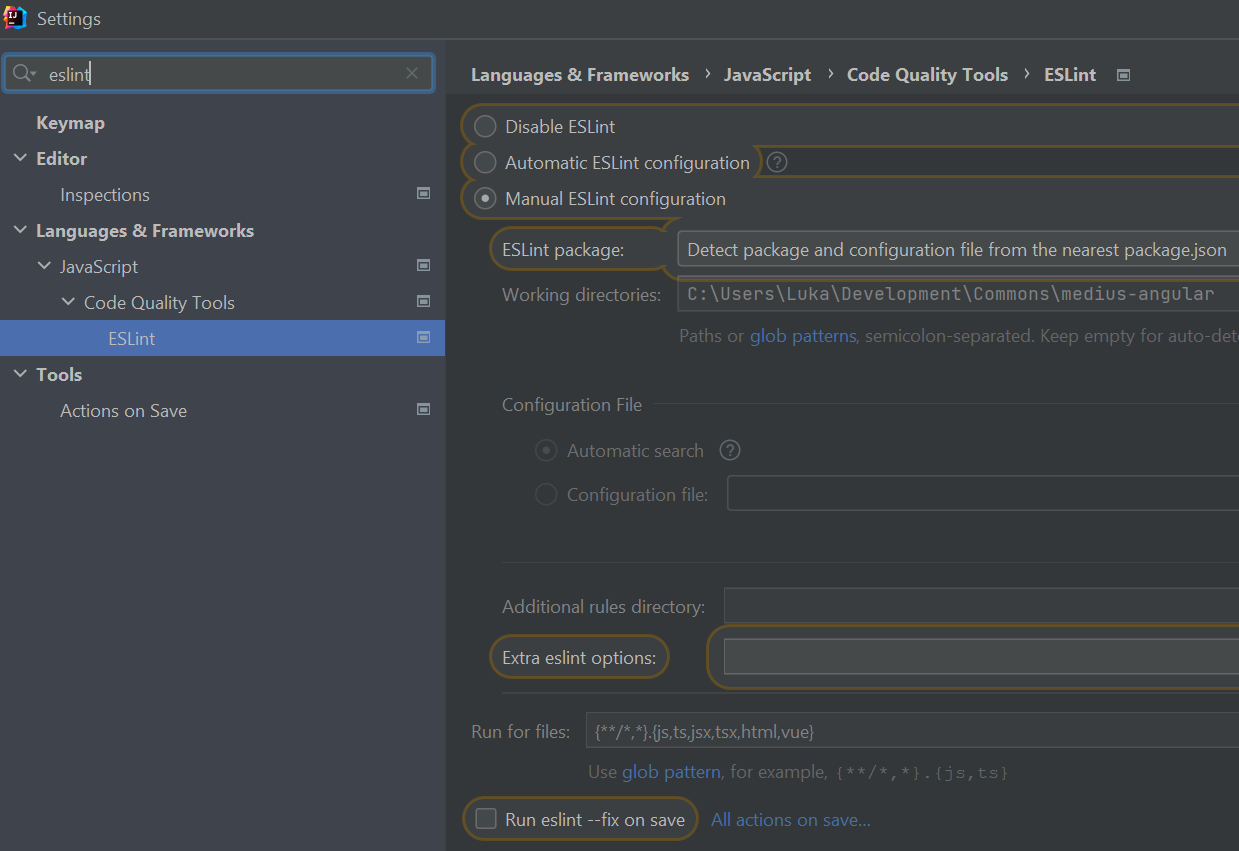 Settings
eslint
Keymap
Editor
Inspections
Languages & Frameworks
JavaScript
Code Quality Tools
ESLint
Tools
Actions on Save
Languages & Frameworks › JavaScript › Code Quality Tools › ESLint
Disable ESLint
Automatic ESLint configuration ?
Manual ESLint configuration
ESLint package: Detect package and configuration file from the nearest package.json
Working directories: C:\Users\Luka\Development\Commons\medius-angular
Paths or glob patterns, semicolon-separated. Keep empty for auto-dete
Configuration File
Automatic search ?
Configuration file:
Additional rules directory:
Extra eslint options:
Run for files: {**/*,*}.{js,ts,jsx,tsx,html,vue}
Use glob pattern, for example, {**/*,*}.{js,ts}
Run eslint --fix on save All actions on save...